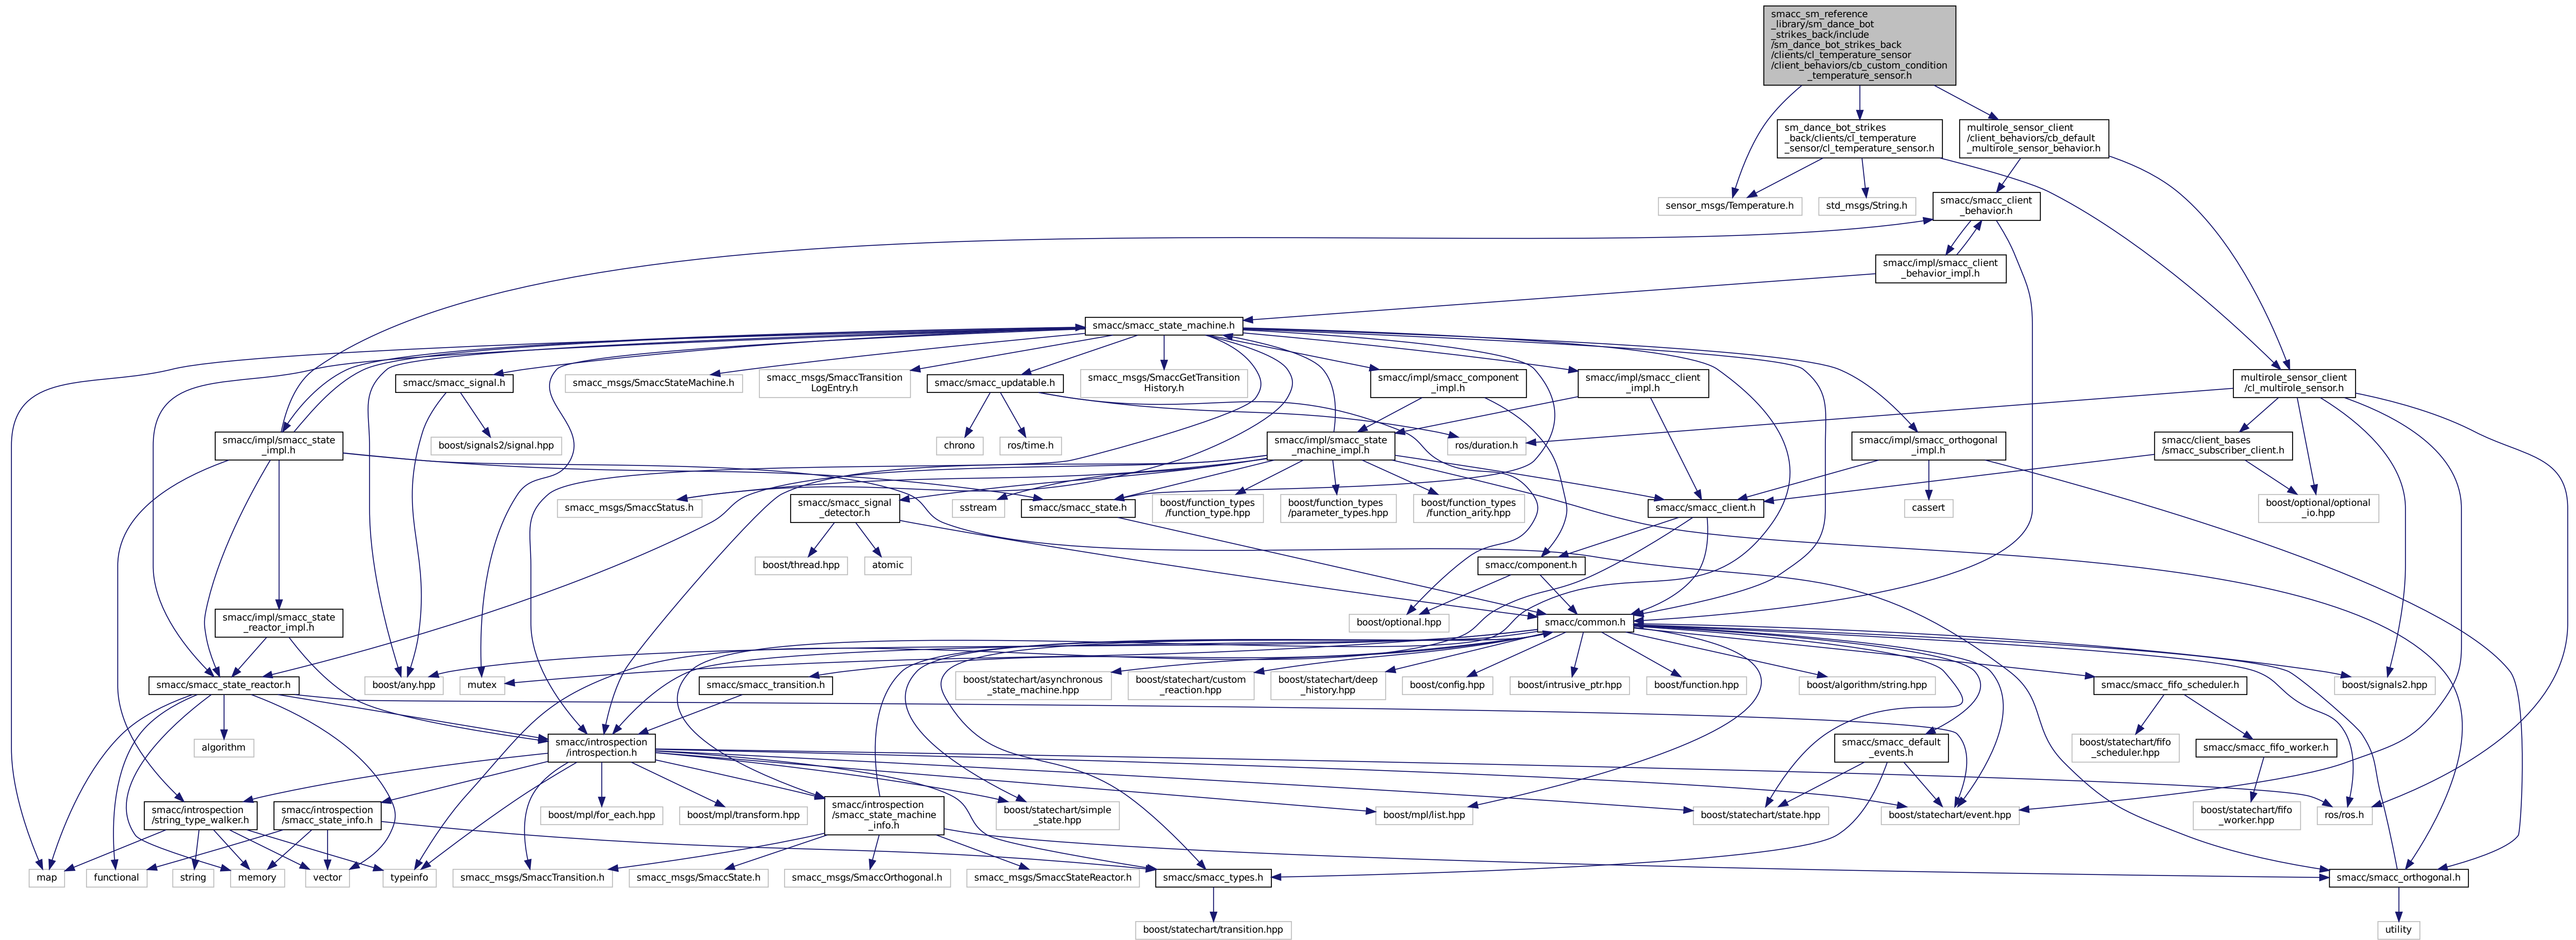 smacc_sm_reference
_library/sm_dance_bot
_strikes_back/include
/sm_dance_bot_strikes_back
/clients/cl_temperature_sensor
/client_behaviors/cb_custom_condition
_temperature_sensor.h
sm_dance_bot_strikes
_back/clients/cl_temperature
_sensor/cl_temperature_sensor.h
multirole_sensor_client
/client_behaviors/cb_default
_multirole_sensor_behavior.h
sensor_msgs/Temperature.h
std_msgs/String.h
smacc/smacc_client
_behavior.h
smacc/impl/smacc_client
_behavior_impl.h
smacc/smacc_state_machine.h
smacc/smacc_signal.h
smacc_msgs/SmaccStateMachine.h
smacc_msgs/SmaccTransition
LogEntry.h
smacc/smacc_updatable.h
smacc_msgs/SmaccGetTransition
History.h
smacc/impl/smacc_component
_impl.h
smacc/impl/smacc_client
_impl.h
multirole_sensor_client
/cl_multirole_sensor.h
smacc/impl/smacc_state
_impl.h
boost/signals2/signal.hpp
chrono
ros/time.h
smacc/impl/smacc_state
_machine_impl.h
ros/duration.h
smacc/impl/smacc_orthogonal
_impl.h
smacc/client_bases
/smacc_subscriber_client.h
smacc_msgs/SmaccStatus.h
smacc/smacc_signal
_detector.h
sstream
smacc/smacc_state.h
boost/function_types
/function_type.hpp
boost/function_types
/parameter_types.hpp
boost/function_types
/function_arity.hpp
smacc/smacc_client.h
cassert
boost/optional/optional
_io.hpp
boost/thread.hpp
atomic
smacc/component.h
smacc/impl/smacc_state
_reactor_impl.h
boost/optional.hpp
smacc/common.h
smacc/smacc_state_reactor.h
boost/any.hpp
mutex
smacc/smacc_transition.h
boost/statechart/asynchronous
_state_machine.hpp
boost/statechart/custom
_reaction.hpp
boost/statechart/deep
_history.hpp
boost/config.hpp
boost/intrusive_ptr.hpp
boost/function.hpp
boost/algorithm/string.hpp
smacc/smacc_fifo_scheduler.h
boost/signals2.hpp
algorithm
smacc/introspection
/introspection.h
smacc/smacc_default
_events.h
boost/statechart/fifo
_scheduler.hpp
smacc/smacc_fifo_worker.h
smacc/introspection
/string_type_walker.h
smacc/introspection
/smacc_state_info.h
boost/mpl/for_each.hpp
boost/mpl/transform.hpp
smacc/introspection
/smacc_state_machine
_info.h
boost/statechart/simple
_state.hpp
boost/mpl/list.hpp
boost/statechart/state.hpp
boost/statechart/event.hpp
boost/statechart/fifo
_worker.hpp
ros/ros.h
map
functional
string
memory
vector
typeinfo
smacc_msgs/SmaccTransition.h
smacc_msgs/SmaccState.h
smacc_msgs/SmaccOrthogonal.h
smacc_msgs/SmaccStateReactor.h
smacc/smacc_types.h
smacc/smacc_orthogonal.h
boost/statechart/transition.hpp
utility